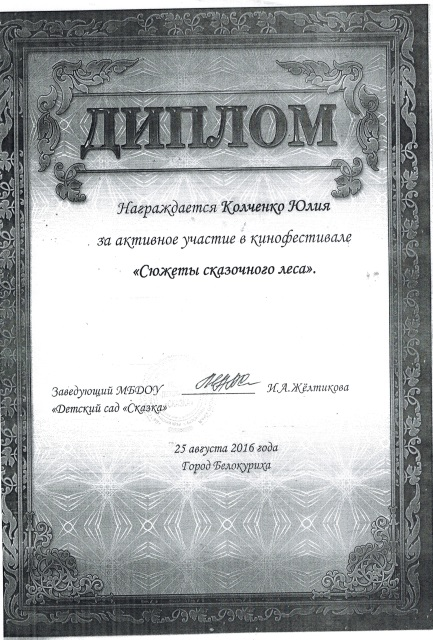 ДИПЛОМ
Награждается Колченко Юлия
за активное участие в кинофестивале
«Сюжеты сказочного леса».
Заведующий МБДОУ И.А.Жёлтикова
«Детский сад «Сказка»
25 августа 2016 года
Город Белокуриха